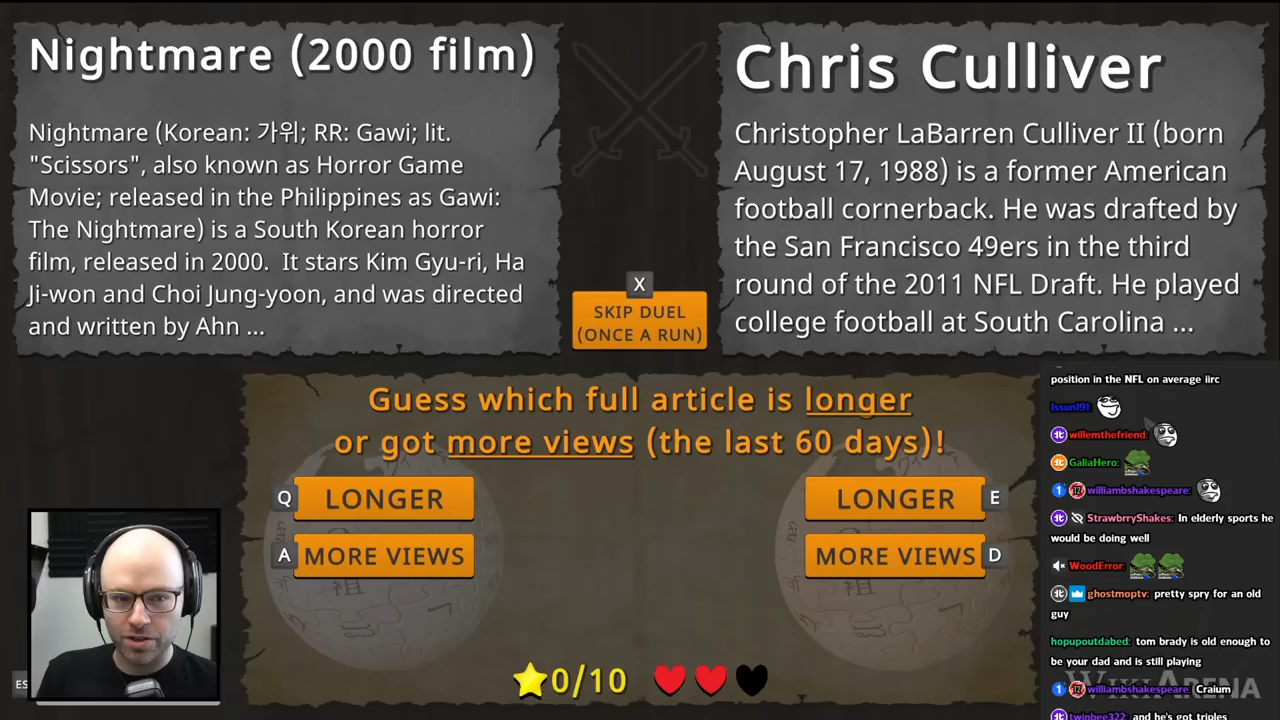 Nightmare (2000 film)
Nightmare (Korean: 가위; RR: Gawi; lit.
"Scissors", also known as Horror Game
Movie; released in the Philippines as Gawi:
The Nightmare) is a South Korean horror
film, released in 2000.  It stars Kim Gyu-ri, Ha
Ji-won and Choi Jung-yoon, and was directed
and written by Ahn ...
X
SKIP DUEL
(ONCE A RUN)
Chris Culliver
Christopher LaBarren Culliver II (born
August 17, 1988) is a former American
football cornerback. He was drafted by
the San Francisco 49ers in the third
round of the 2011 NFL Draft. He played
college football at South Carolina ...
Guess which full article is longer
or got more views (the last 60 days)!
Q LONGER
A MORE VIEWS
LONGER E
MORE VIEWS D
0/10
ES
position in the NFL on average iirc
Issun191:
willemthefriend:
GaliaHero:
williambshakespeare:
StrawbrryShakes: In elderly sports he
would be doing well
WoodError:
ghostmoptv: pretty spry for an old
guy
hopupoutdabed: tom brady is old enough to
be your dad and is still playing
williambshakespeare Craium
twinbee322: and he's got triples
WIKIARENA